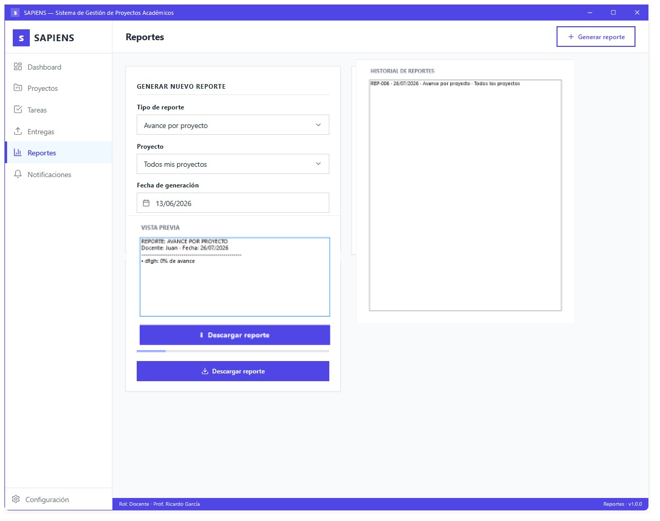 S SAPIENS — Sistema de Gestión de Proyectos Académicos
S SAPIENS
Reportes
+ Generar reporte
Dashboard
Proyectos
Tareas
Entregas
Reportes
Notificaciones
Configuración
GENERAR NUEVO REPORTE
Tipo de reporte
Avance por proyecto
Proyecto
Todos mis proyectos
Fecha de generación
13/06/2026
VISTA PREVIA
REPORTE: AVANCE POR PROYECTO
Docente: Juan - Fecha: 26/07/2026
--------------------------------------------------
• dfgh: 0% de avance
Descargar reporte
Descargar reporte
HISTORIAL DE REPORTES
REP-006 - 26/07/2026 - Avance por proyecto - Todos los proyectos
Rol: Docente · Prof. Ricardo García
Reportes · v1.0.0